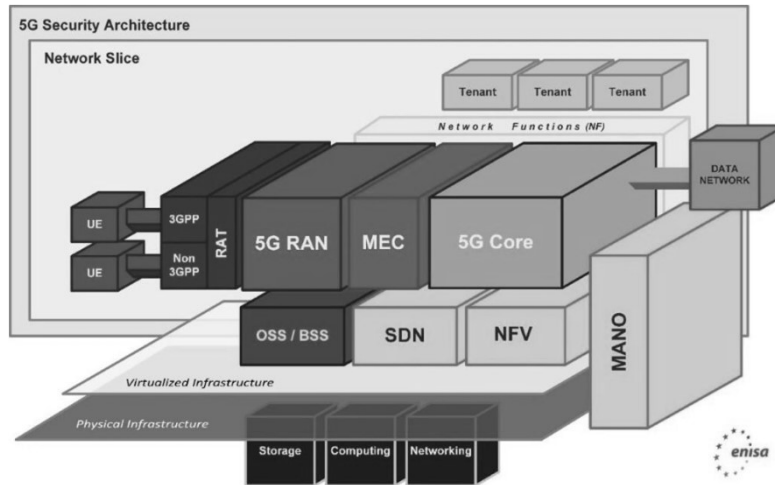 5G Security Architecture
Network Slice
Tenant
Tenant
Tenant
Network Functions (NF)
DATA
NETWORK
UE
3GPP
RAT
5G RAN
MEC
5G Core
UE
Non
3GPP
OSS / BSS
SDN
NFV
MANO
Virtualized Infrastructure
Physical Infrastructure
Storage
Computing
Networking
enisa